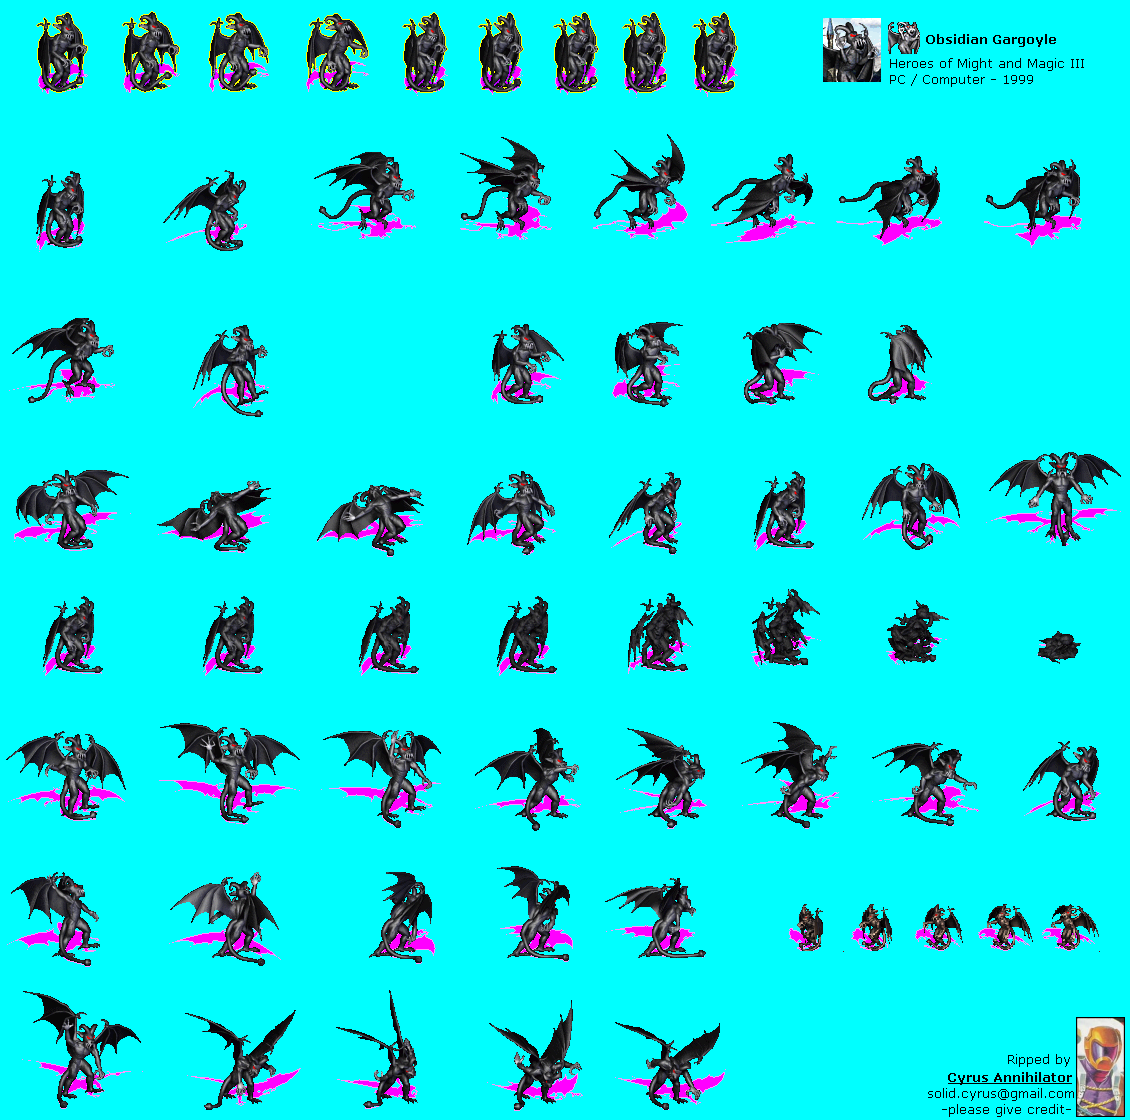 Obsidian Gargoyle
Heroes of Might and Magic III
PC / Computer - 1999
Ripped by
Cyrus Annihilator
solid.cyrus@gmail.com
-please give credit-